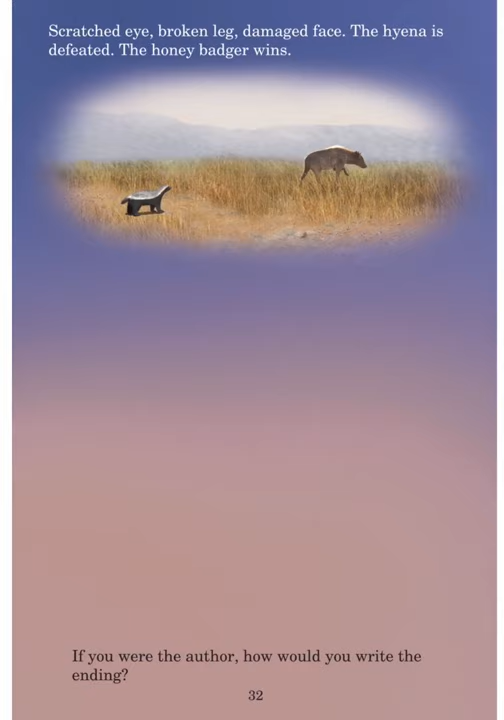 Scratched eye, broken leg, damaged face. The hyena is
defeated. The honey badger wins.
If you were the author, how would you write the
ending?
32